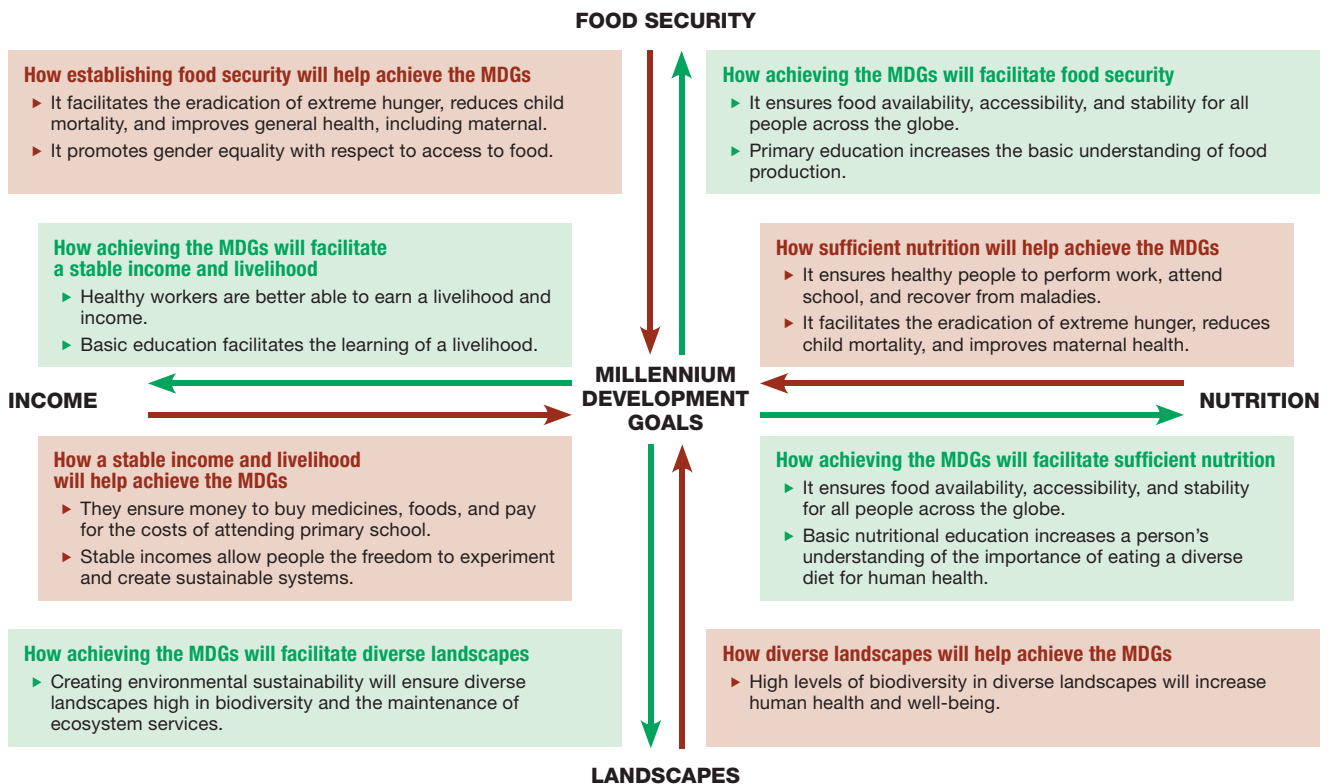 FOOD SECURITY
How establishing food security will help achieve the MDGs
▶ It facilitates the eradication of extreme hunger, reduces child
mortality, and improves general health, including maternal.
▶ It promotes gender equality with respect to access to food.
How achieving the MDGs will facilitate food security
▶ It ensures food availability, accessibility, and stability for all
people across the globe.
▶ Primary education increases the basic understanding of food
production.
How achieving the MDGs will facilitate
a stable income and livelihood
▶ Healthy workers are better able to earn a livelihood and
income.
▶ Basic education facilitates the learning of a livelihood.
How sufficient nutrition will help achieve the MDGs
▶ It ensures healthy people to perform work, attend
school, and recover from maladies.
▶ It facilitates the eradication of extreme hunger, reduces
child mortality, and improves maternal health.
INCOME
MILLENNIUM
DEVELOPMENT
GOALS
NUTRITION
How a stable income and livelihood
will help achieve the MDGs
▶ They ensure money to buy medicines, foods, and pay
for the costs of attending primary school.
▶ Stable incomes allow people the freedom to experiment
and create sustainable systems.
How achieving the MDGs will facilitate sufficient nutrition
▶ It ensures food availability, accessibility, and stability
for all people across the globe.
▶ Basic nutritional education increases a person's
understanding of the importance of eating a diverse
diet for human health.
How achieving the MDGs will facilitate diverse landscapes
▶ Creating environmental sustainability will ensure diverse
landscapes high in biodiversity and the maintenance of
ecosystem services.
How diverse landscapes will help achieve the MDGs
▶ High levels of biodiversity in diverse landscapes will increase
human health and well-being.
LANDSCAPES